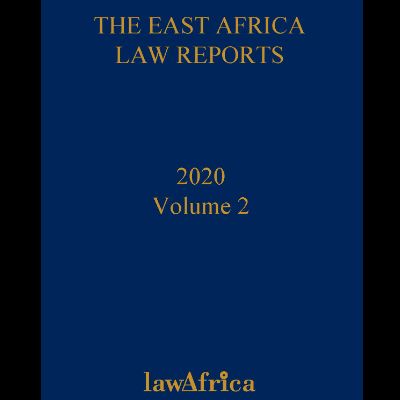 THE EAST AFRICA
LAW REPORTS
2020
Volume 2
lawAfrica